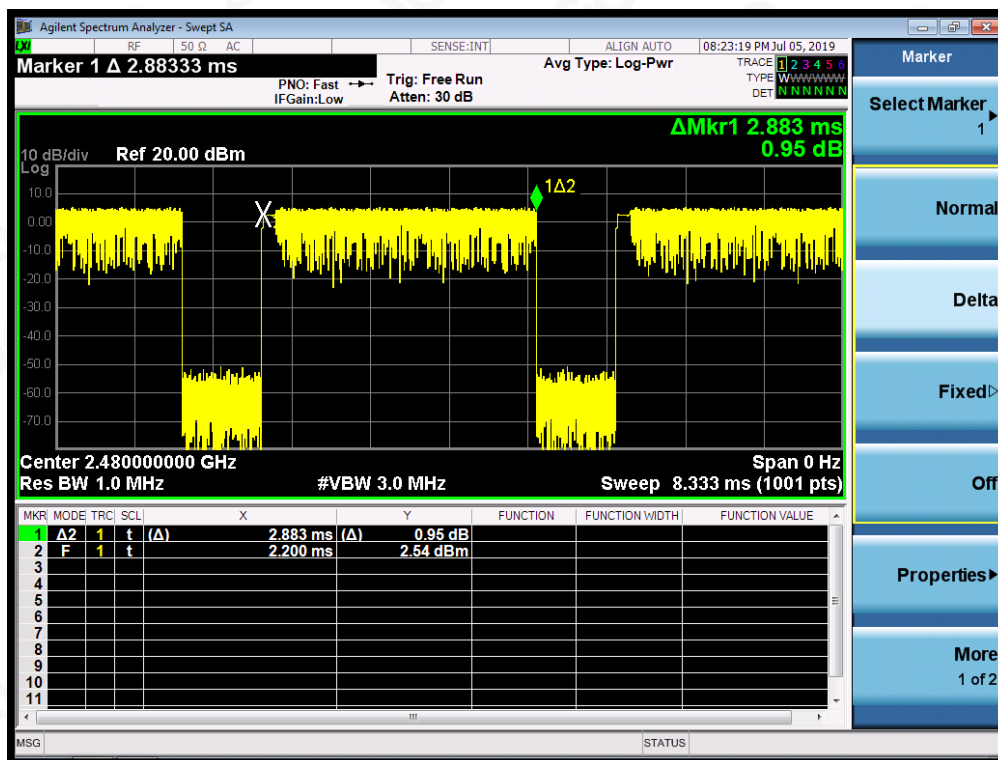 Agilent Spectrum Analyzer - Swept SA
LXI RF 50 Ω AC SENSE:INT ALIGN AUTO 08:23:19 PM Jul 05, 2019
Marker 1 Δ 2.88333 ms
PNO: Fast
IFGain:Low
Trig: Free Run
Atten: 30 dB
Avg Type: Log-Pwr
TRACE 1 2 3 4 5 6
TYPE W
DET N N N N N N
ΔMkr1 2.883 ms
0.95 dB
10 dB/div Ref 20.00 dBm
Log
10.0
0.00
-10.0
-20.0
-30.0
-40.0
-50.0
-60.0
-70.0
X
1Δ2
Center 2.480000000 GHz Span 0 Hz
Res BW 1.0 MHz #VBW 3.0 MHz Sweep 8.333 ms (1001 pts)
MKR MODE TRC SCL X Y FUNCTION FUNCTION WIDTH FUNCTION VALUE
1 Δ2 1 t (Δ) 2.883 ms (Δ) 0.95 dB
2 F 1 t 2.200 ms 2.54 dBm
3
4
5
6
7
8
9
10
11
MSG STATUS
Marker
Select Marker
1
Normal
Delta
Fixed
Off
Properties
More
1 of 2